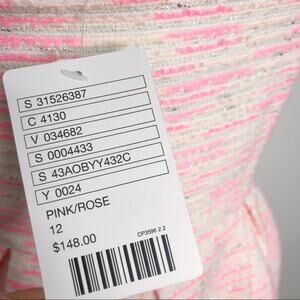 S 31526387
C 4130
V 034682
S 0004433
S 43AOBYY432C
Y 0024
PINK/ROSE
12
$148.00
CP3596 2 2